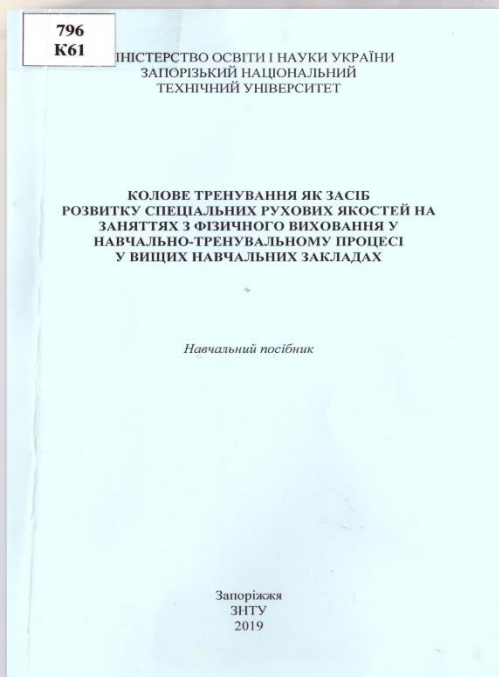 796
К61
МІНІСТЕРСТВО ОСВІТИ І НАУКИ УКРАЇНИ
ЗАПОРІЗЬКИЙ НАЦІОНАЛЬНИЙ
ТЕХНІЧНИЙ УНІВЕРСИТЕТ
КОЛОВЕ ТРЕНУВАННЯ ЯК ЗАСІБ
РОЗВИТКУ СПЕЦІАЛЬНИХ РУХОВИХ ЯКОСТЕЙ НА
ЗАНЯТТЯХ З ФІЗИЧНОГО ВИХОВАННЯ У
НАВЧАЛЬНО-ТРЕНУВАЛЬНОМУ ПРОЦЕСІ
У ВИЩИХ НАВЧАЛЬНИХ ЗАКЛАДАХ
Навчальний посібник
Запоріжжя
ЗНТУ
2019